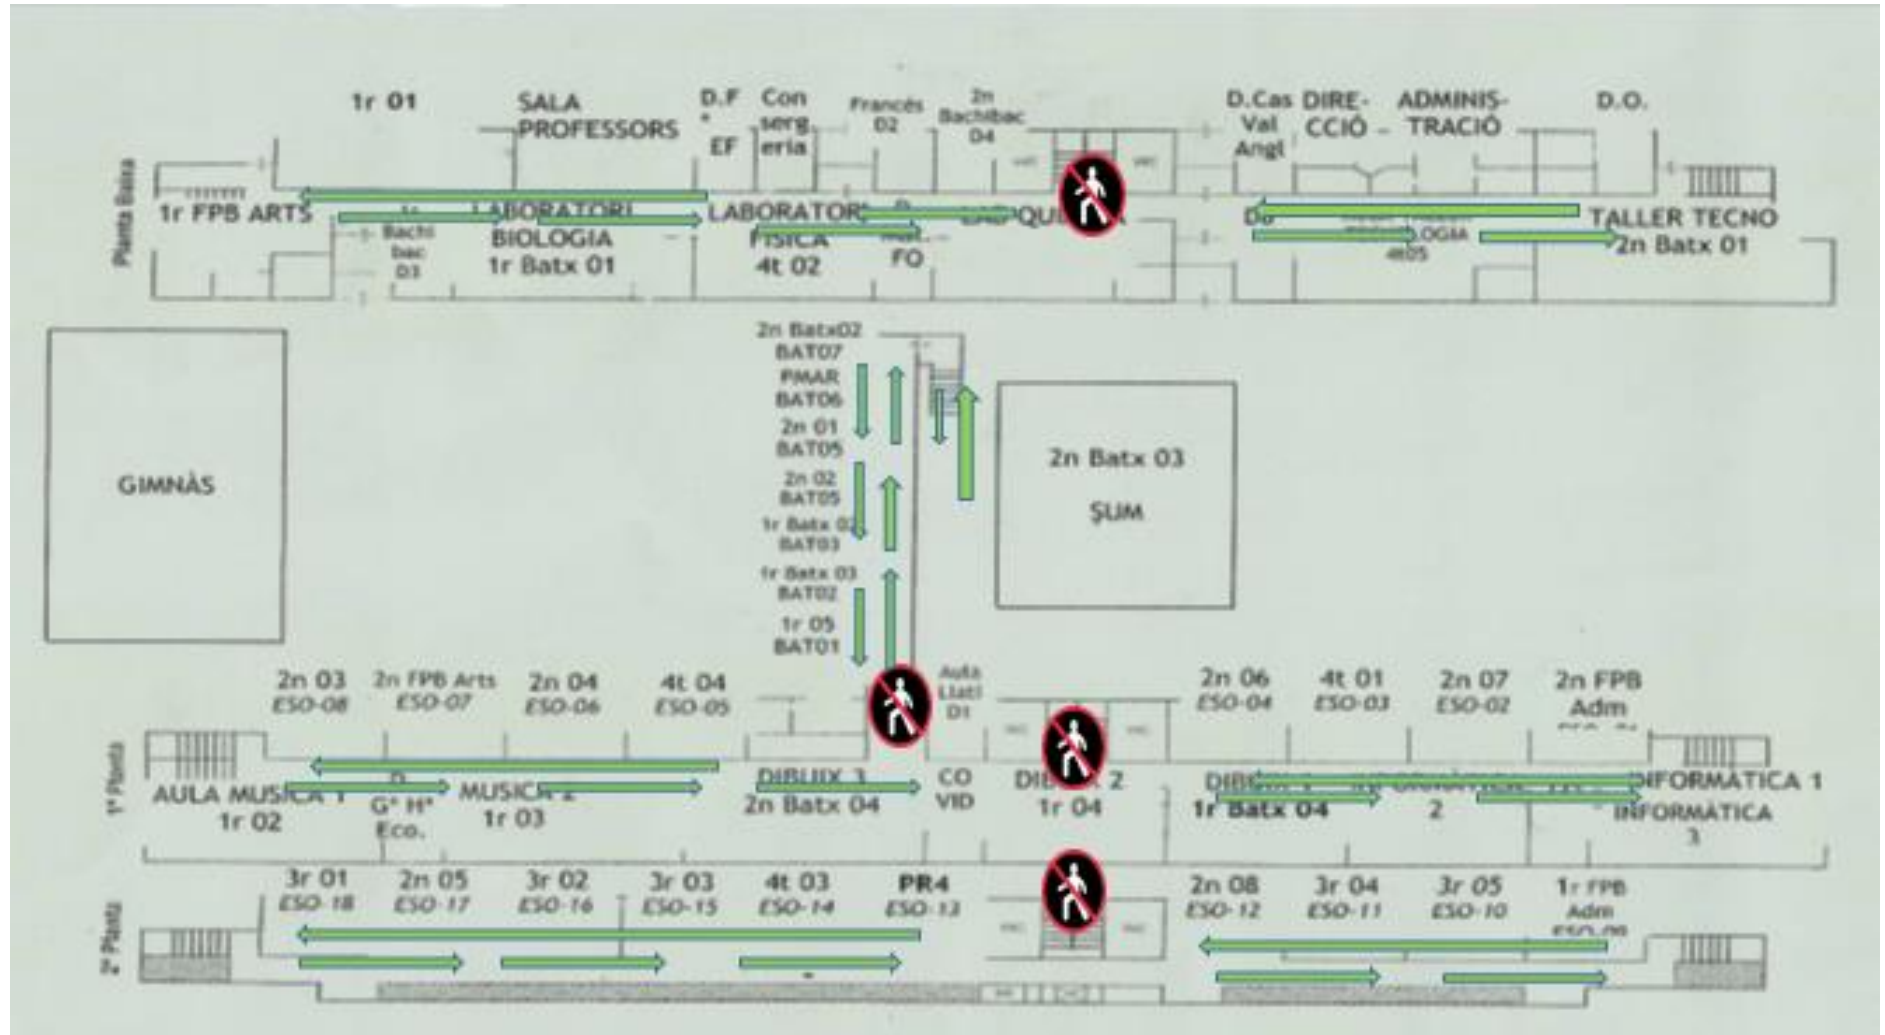 Planta Baixa
1r 01
SALA
PROFESSORS
D.F
EF
Con
serg
eria
Francés
D2
2n
Bachibac
D4
D.Cas
Val
Angl
DIRE-
CCIÓ -
ADMINIS-
TRACIÓ
D.O.
1r FPB ARTS
Bachi
bac
D3
LABORATORI
BIOLOGIA
1r Batx 01
LABORATORI
FISICA
4t 02
FO
TALLER TECNO
2n Batx 01
4t05
GIMNÀS
2n Batx02
BAT07
PMAR
BAT06
2n 01
BAT05
2n 02
BAT05
1r Batx 02
BAT03
1r Batx 03
BAT02
1r 05
BAT01
2n Batx 03
ŞUM
1ª Planta
2n 03
ESO-08
2n FPB Arts
ESO-07
2n 04
ESO-06
4t 04
ESO-05
Aula
Llatí
D1
2n 06
ESO-04
4t 01
ESO-03
2n 07
ESO-02
2n FPB
Adm
AULA MUSICA 1
1r 02
Gª Hª
Eco.
MUSICA 2
1r 03
DIBUIX 3
2n Batx 04
CO
VID
DIBUIX 2
1r 04
1r Batx 04
2
INFORMÀTICA 1
INFORMÀTICA
3
2ª Planta
3r 01
ESO-18
2n 05
ESO-17
3r 02
ESO-16
3r 03
ESO-15
4t 03
ESO-14
PR4
ESO-13
2n 08
ESO-12
3r 04
ESO-11
3r 05
ESO-10
1r FPB
Adm
ESO-09